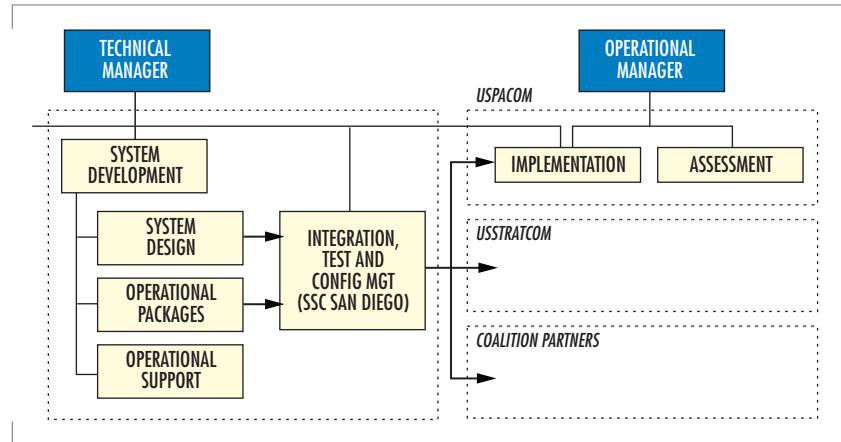 TECHNICAL
MANAGER
OPERATIONAL
MANAGER
USPACOM
SYSTEM
DEVELOPMENT
IMPLEMENTATION
ASSESSMENT
SYSTEM
DESIGN
OPERATIONAL
PACKAGES
OPERATIONAL
SUPPORT
INTEGRATION,
TEST AND
CONFIG MGT
(SSC SAN DIEGO)
USSTRATCOM
COALITION PARTNERS